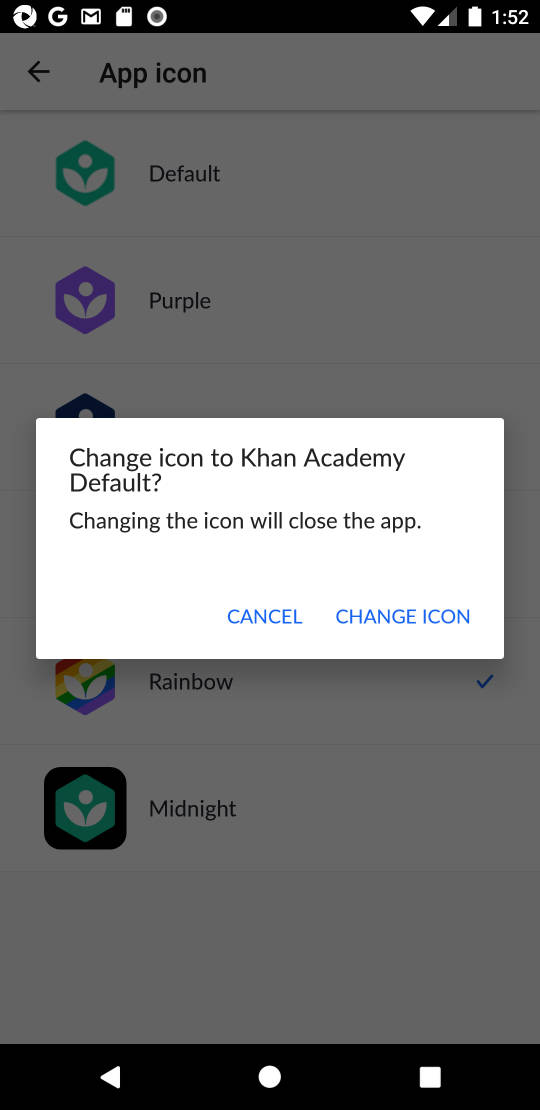 1:52
App icon
Default
Purple
Change icon to Khan Academy
Default?
Changing the icon will close the app.
CANCEL CHANGE ICON
Rainbow
Midnight